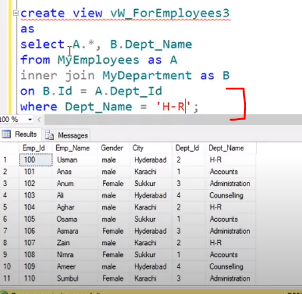 create view vW_ForEmployees3
as
select A.*, B.Dept_Name
from MyEmployees as A
inner join MyDepartment as B
on B.Id = A.Dept_Id
where Dept_Name = 'H-R';
100 %
Results Messages
Emp_Id Emp_Name Gender City Dept_Id Dept_Name
1 100 Usman male Hyderabad 2 H-R
2 101 Anas male Karachi 1 Accounts
3 102 Anum Female Sukkur 3 Administration
4 103 Ali male Hyderabad 4 Counselling
5 104 Aghar male Karachi 2 H-R
6 105 Osama male Sukkur 1 Accounts
7 106 Female Sukkur 3 Administration
8 107 Zain male Karachi 2 H-R
9 108 Nimra Female Sukkur 1 Accounts
10 109 Ameer male Hyderabad 4 Counselling
11 110 Sumbul Female Karachi 3 Administration